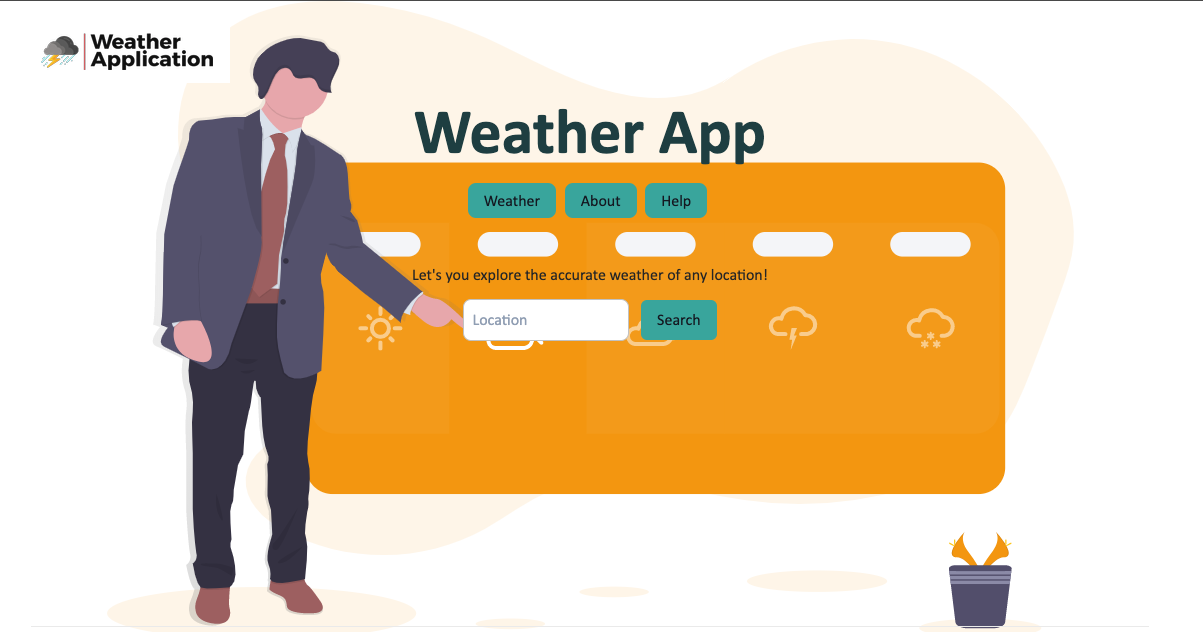 Weather
Application
Weather App
Weather
About
Help
Let's you explore the accurate weather of any location!
Location
Search